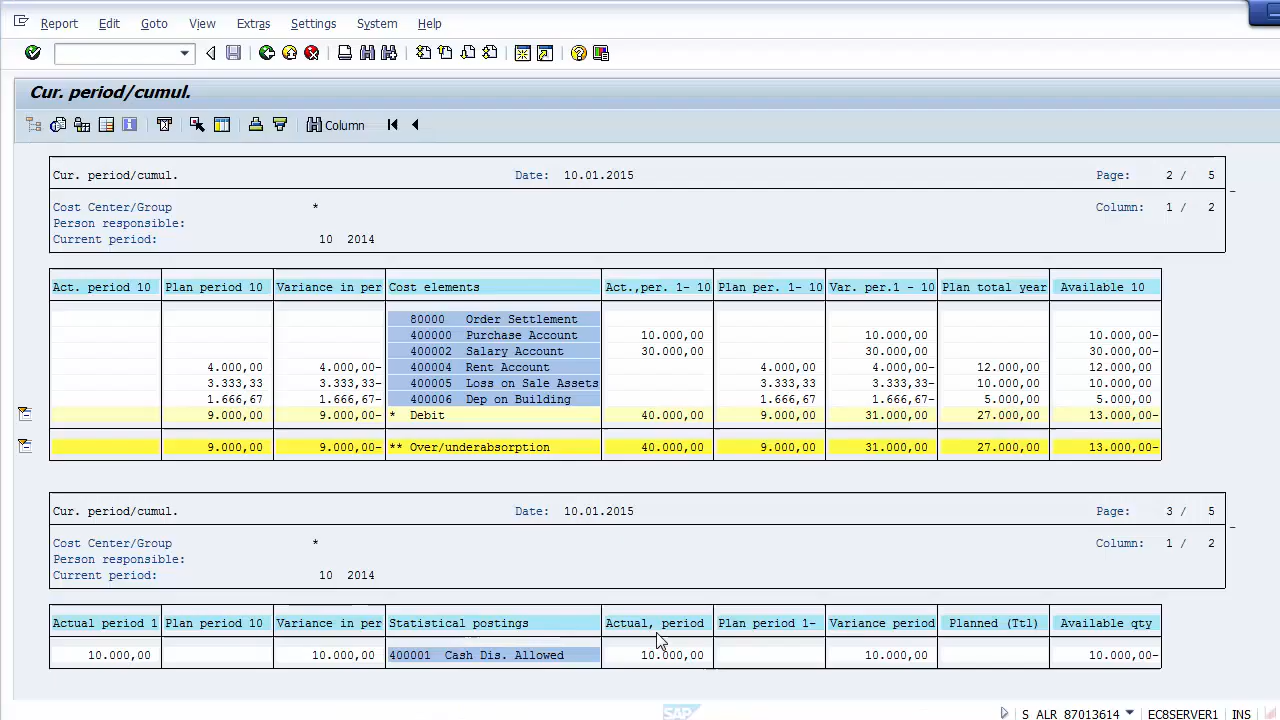 Report Edit Goto View Extras Settings System Help
Cur. period/cumul.
Column
Cur. period/cumul. Date: 10.01.2015 Page: 2 / 5
Cost Center/Group * Column: 1 / 2
Person responsible:
Current period: 10 2014
Act. period 10 Plan period 10 Variance in per Cost elements Act.,per. 1- 10 Plan per. 1- 10 Var. per.1 - 10 Plan total year Available 10
80000 Order Settlement
400000 Purchase Account 10.000,00 10.000,00 10.000,00-
400002 Salary Account 30.000,00 30.000,00 30.000,00-
4.000,00 4.000,00- 400004 Rent Account 4.000,00 4.000,00- 12.000,00 12.000,00
3.333,33 3.333,33- 400005 Loss on Sale Assets 3.333,33 3.333,33- 10.000,00 10.000,00
1.666,67 1.666,67- 400006 Dep on Building 1.666,67 1.666,67- 5.000,00 5.000,00
9.000,00 9.000,00- * Debit 40.000,00 9.000,00 31.000,00 27.000,00 13.000,00-
9.000,00 9.000,00- ** Over/underabsorption 40.000,00 9.000,00 31.000,00 27.000,00 13.000,00-
Cur. period/cumul. Date: 10.01.2015 Page: 3 / 5
Cost Center/Group * Column: 1 / 2
Person responsible:
Current period: 10 2014
Actual period 1 Plan period 10 Variance in per Statistical postings Actual, period Plan period 1- Variance period Planned (Ttl) Available qty
10.000,00 10.000,00 400001 Cash Dis. Allowed 10.000,00 10.000,00 10.000,00-
SAP S_ALR_87013614 EC8SERVER1 INS